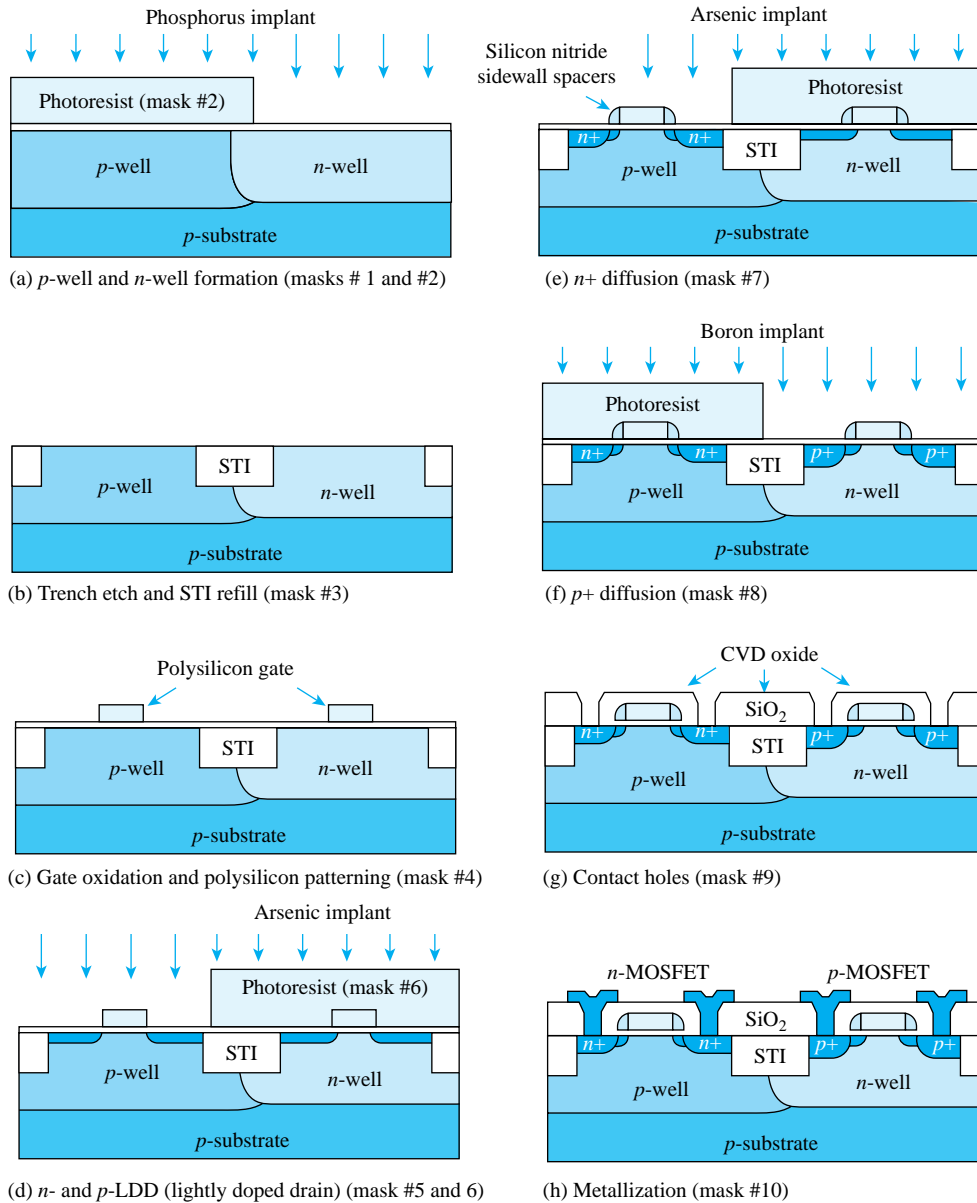 Phosphorus implant
Photoresist (mask #2)
p-well
n-well
p-substrate
(a) p-well and n-well formation (masks # 1 and #2)
STI
p-well
n-well
p-substrate
(b) Trench etch and STI refill (mask #3)
Polysilicon gate
STI
p-well
n-well
p-substrate
(c) Gate oxidation and polysilicon patterning (mask #4)
Arsenic implant
Photoresist (mask #6)
STI
p-well
n-well
p-substrate
(d) n- and p-LDD (lightly doped drain) (mask #5 and 6)
Arsenic implant
Silicon nitride
sidewall spacers
Photoresist
n+ n+ STI
p-well
n-well
p-substrate
(e) n+ diffusion (mask #7)
Boron implant
Photoresist
n+ n+ STI p+ p+
p-well
n-well
p-substrate
(f) p+ diffusion (mask #8)
CVD oxide
SiO2
n+ n+ STI p+ p+
p-well
n-well
p-substrate
(g) Contact holes (mask #9)
n-MOSFET p-MOSFET
SiO2
n+ n+ STI p+ p+
p-well
n-well
p-substrate
(h) Metallization (mask #10)